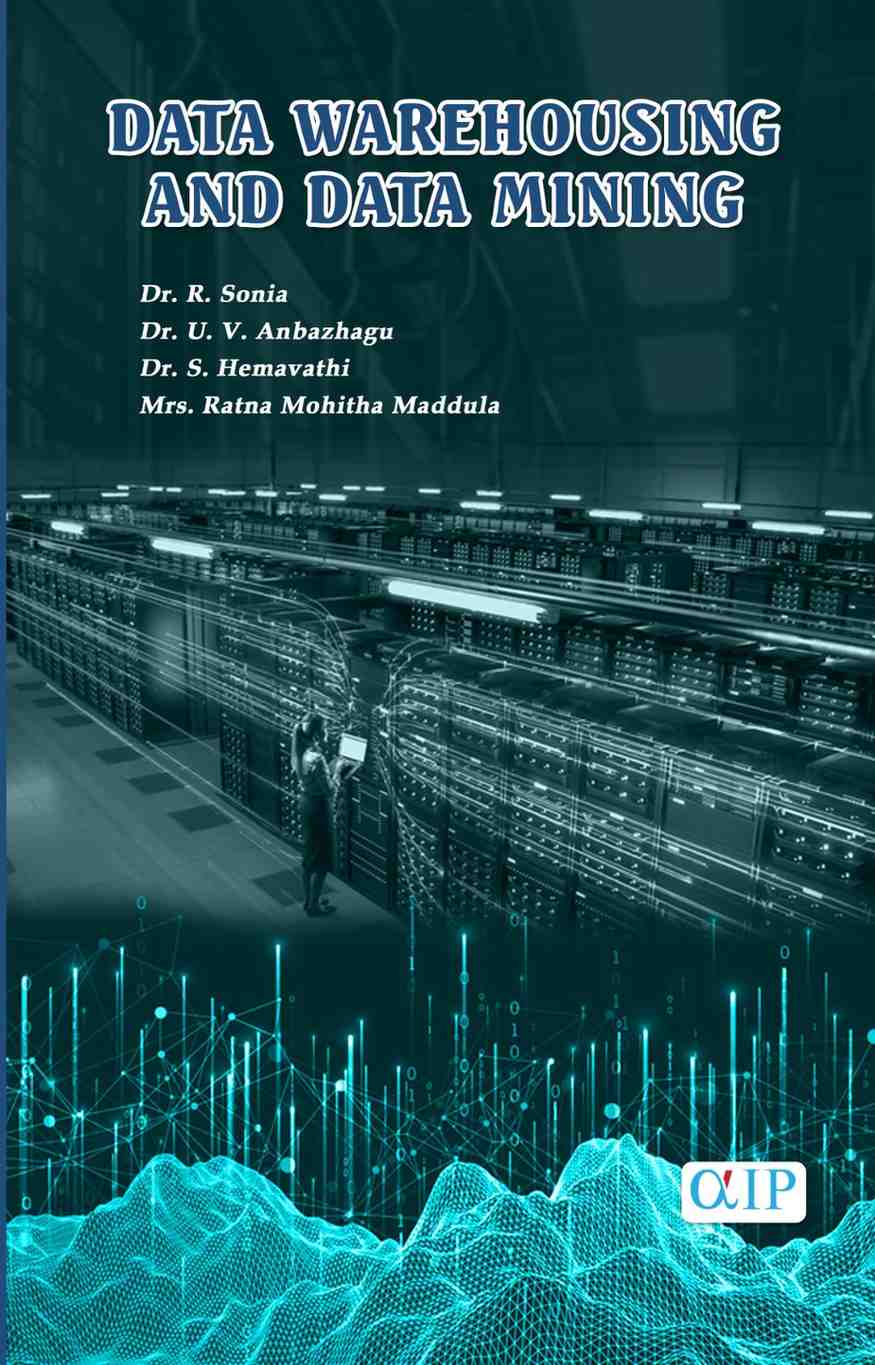 DATA WAREHOUSING
AND DATA MINING
Dr. R. Sonia
Dr. U. V. Anbazhagu
Dr. S. Hemavathi
Mrs. Ratna Mohitha Maddula
αIP